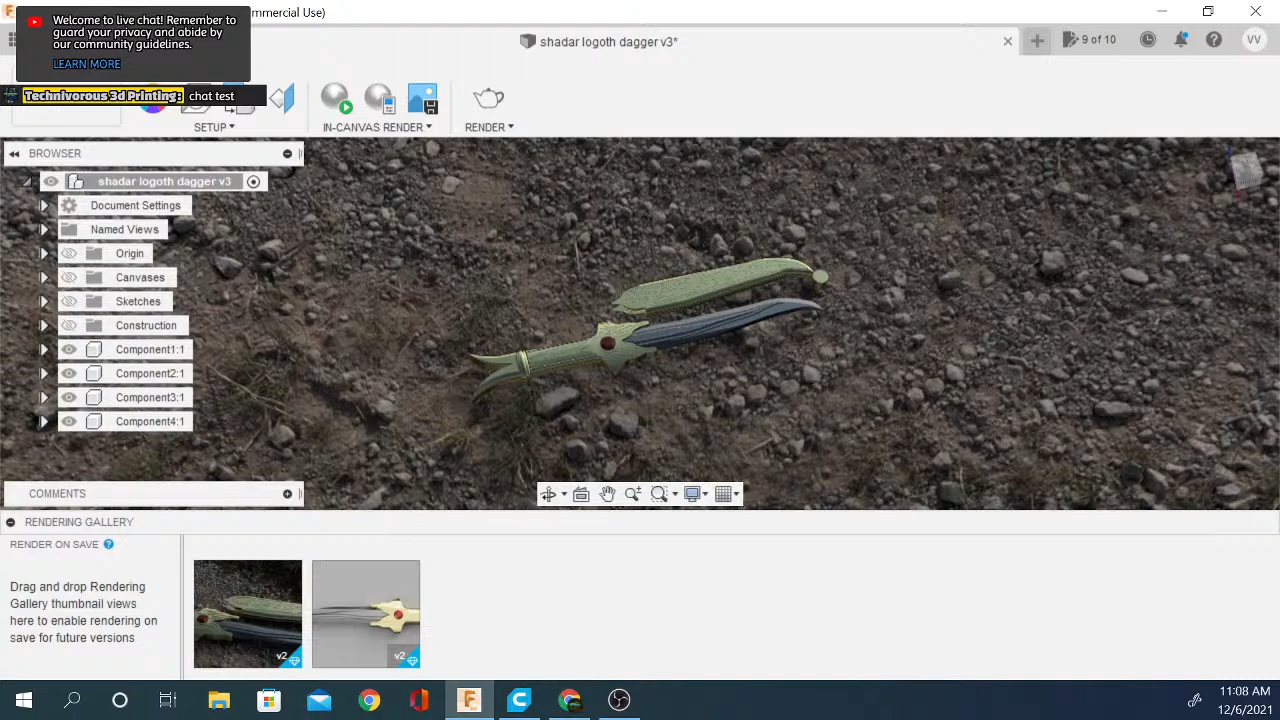 Commercial Use)
Welcome to live chat! Remember to
guard your privacy and abide by
our community guidelines.
LEARN MORE
Technivorous 3d Printing: chat test
shadar logoth dagger v3*
9 of 10
VV
SETUP
IN-CANVAS RENDER
RENDER
BROWSER
shadar logoth dagger v3
Document Settings
Named Views
Origin
Canvases
Sketches
Construction
Component1:1
Component2:1
Component3:1
Component4:1
COMMENTS
RENDERING GALLERY
RENDER ON SAVE
Drag and drop Rendering
Gallery thumbnail views
here to enable rendering on
save for future versions
v2
v2
11:08 AM
12/6/2021